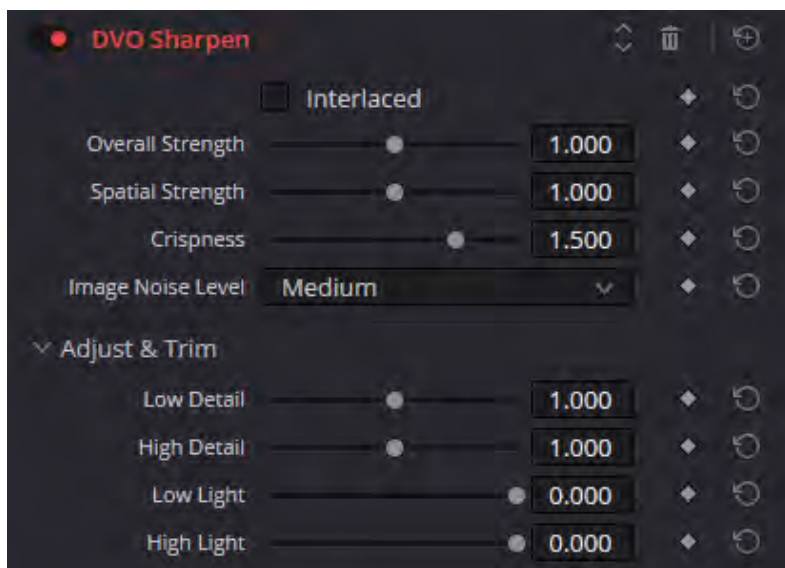 DVO Sharpen
Interlaced
Overall Strength 1.000
Spatial Strength 1.000
Crispness 1.500
Image Noise Level Medium
Adjust & Trim
Low Detail 1.000
High Detail 1.000
Low Light 0.000
High Light 0.000